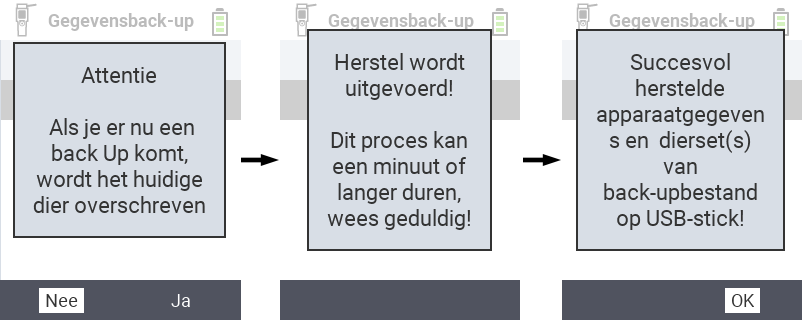 Gegevensback-up
Attentie
Als je er nu een
back Up komt,
wordt het huidige
dier overschreven
Nee
Ja
Gegevensback-up
Herstel wordt
uitgevoerd!
Dit proces kan
een minuut of
langer duren,
wees geduldig!
Gegevensback-up
Succesvol
herstelde
apparaatgegeven
s en dierset(s)
van
back-upbestand
op USB-stick!
OK